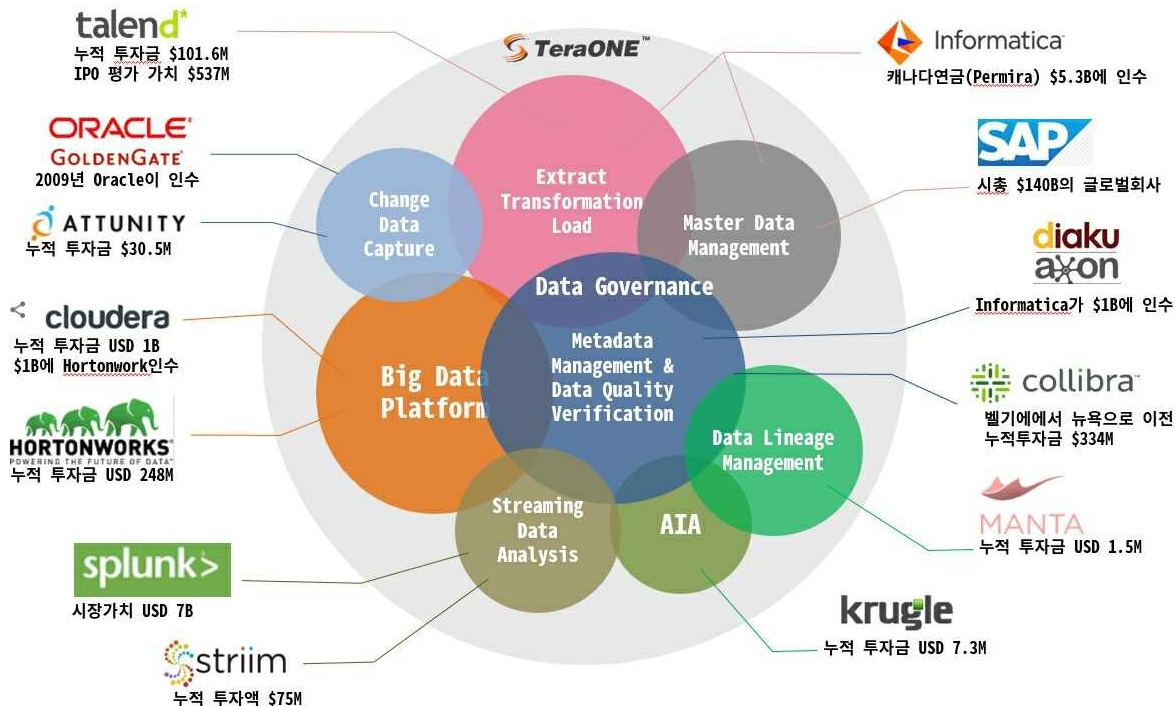 talend*
누적 투자금 $101.6M
IPO 평가 가치 $537M
TeraONE™
Informatica
캐나다연금(Permira) $5.3B에 인수
ORACLE®
GOLDENGATE
2009년 Oracle이 인수
SAP
시총 $140B의 글로벌회사
ATTUNITY
누적 투자금 $30.5M
Change
Data
Capture
Extract
Transformation
Load
Master Data
Management
diaku
axon
Informatica가 $1B에 인수
Data Governance
Metadata
Management &
Data Quality
Verification
cloudera
누적 투자금 USD 1B
$1B에 Hortonwork인수
Big Data
Platform
collibra™
벨기에에서 뉴욕으로 이전
누적투자금 $334M
HORTONWORKS®
POWERING THE FUTURE OF DATA™
누적 투자금 USD 248M
Data Lineage
Management
MANTA
누적 투자금 USD 1.5M
Streaming
Data
Analysis
AIA
splunk>
시장가치 USD 7B
krugle
누적 투자금 USD 7.3M
striim
누적 투자액 $75M